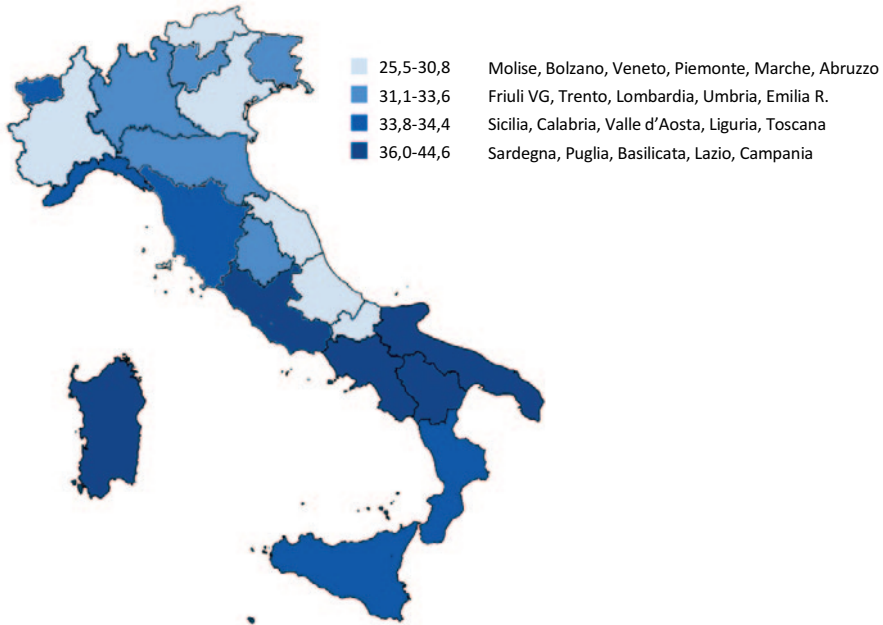 25,5-30,8 Molise, Bolzano, Veneto, Piemonte, Marche, Abruzzo
31,1-33,6 Friuli VG, Trento, Lombardia, Umbria, Emilia R.
33,8-34,4 Sicilia, Calabria, Valle d’Aosta, Liguria, Toscana
36,0-44,6 Sardegna, Puglia, Basilicata, Lazio, Campania